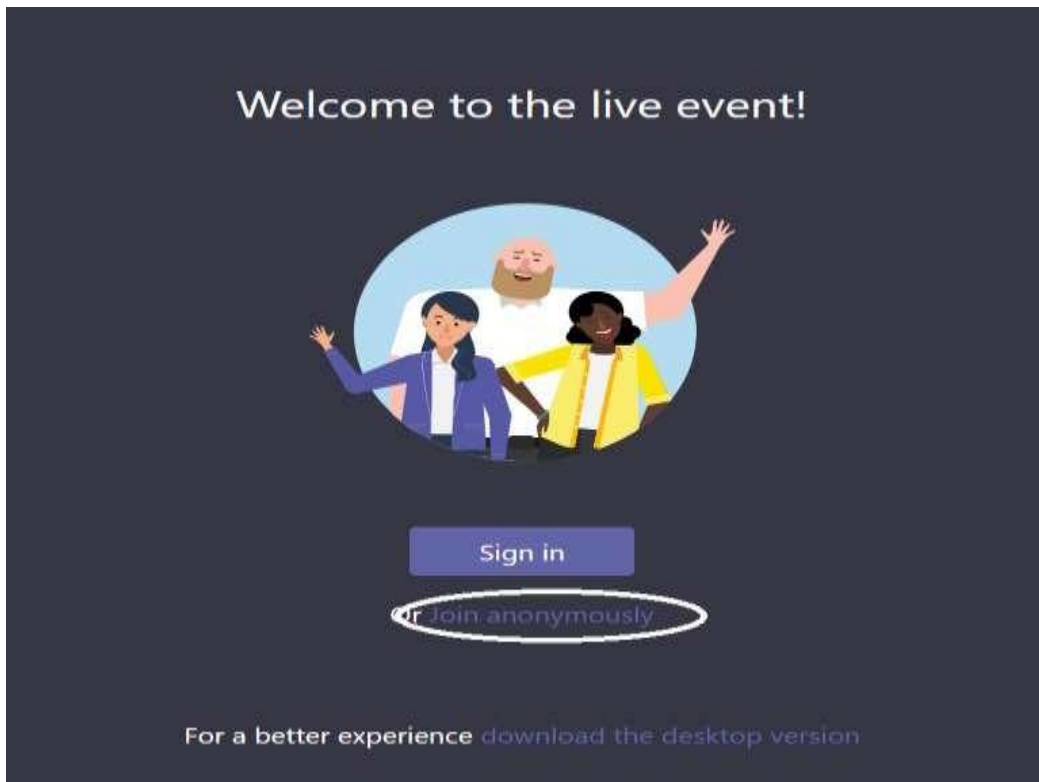 Welcome to the live event!
Sign in
Or Join anonymously
For a better experience download the desktop version